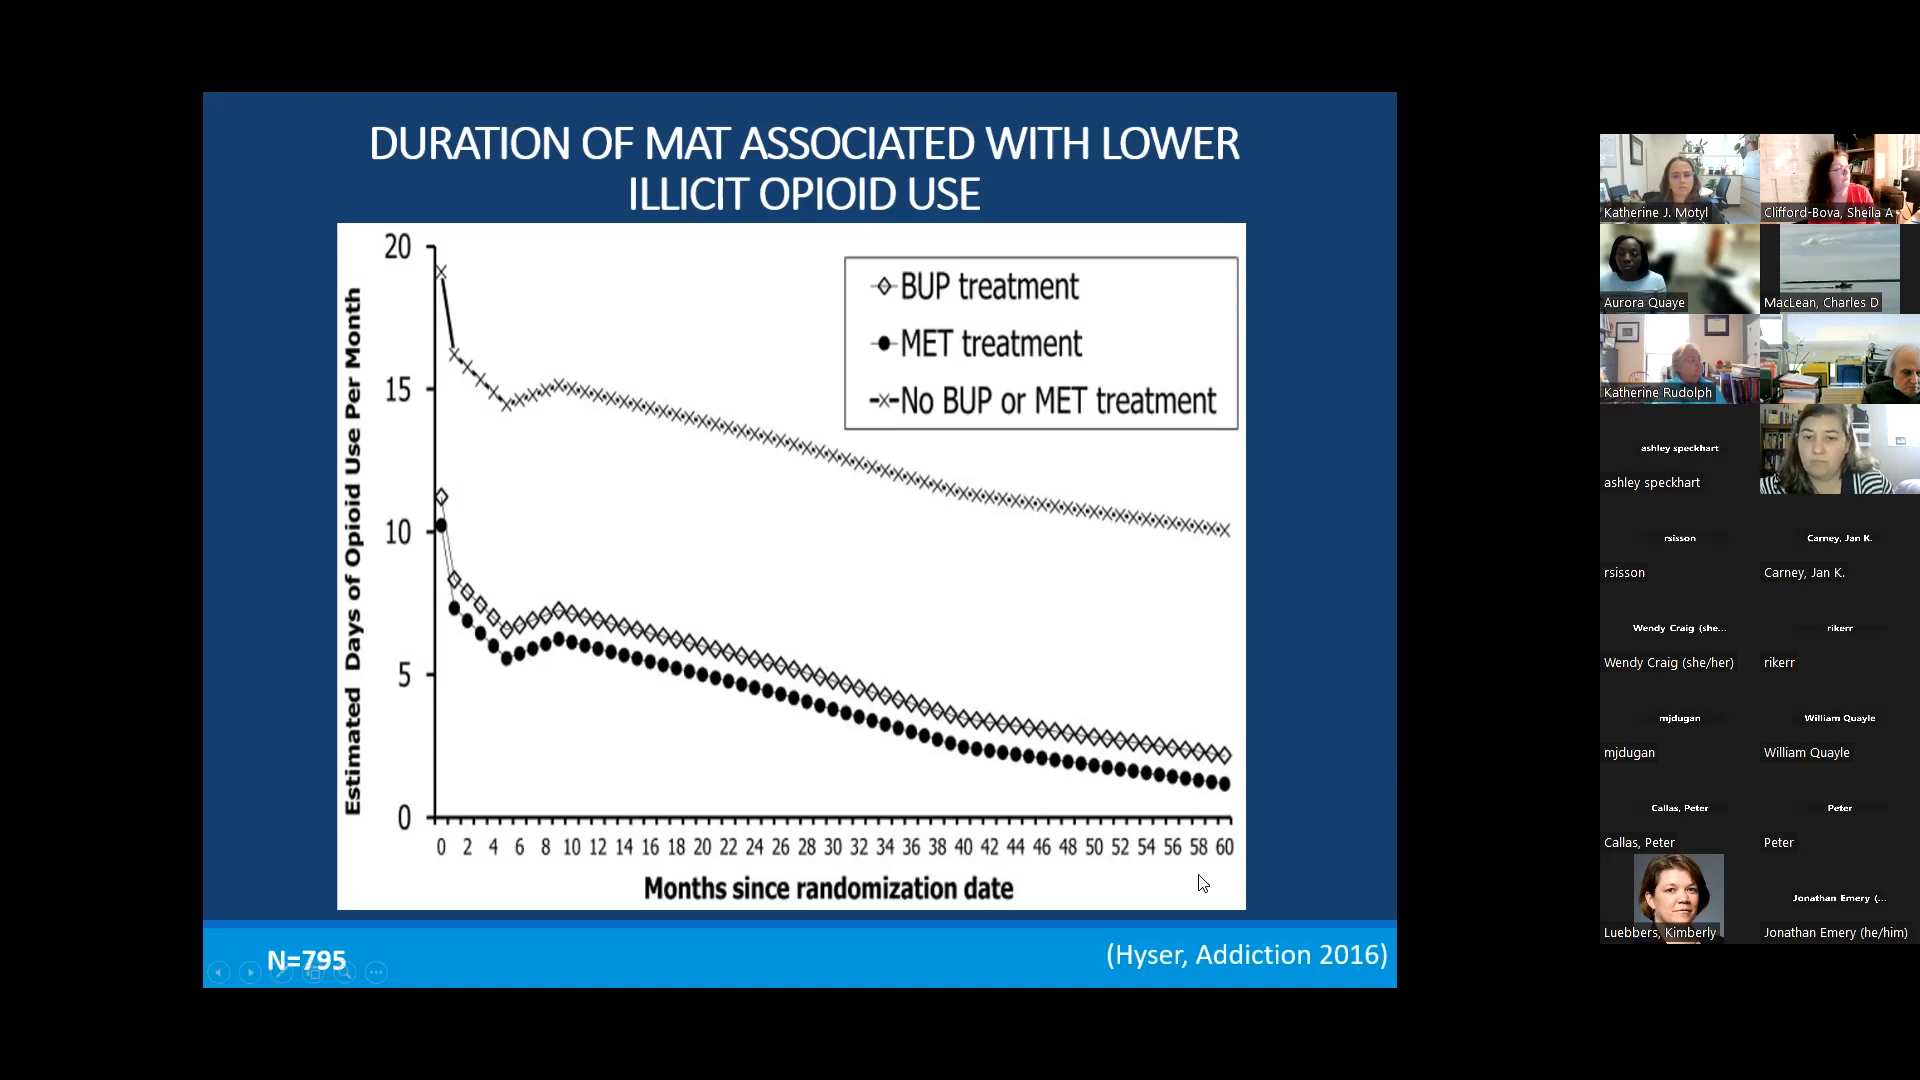 DURATION OF MAT ASSOCIATED WITH LOWER
ILLICIT OPIOID USE
20
15
10
5
0
Estimated Days of Opioid Use Per Month
BUP treatment
MET treatment
No BUP or MET treatment
0 2 4 6 8 10 12 14 16 18 20 22 24 26 28 30 32 34 36 38 40 42 44 46 48 50 52 54 56 58 60
Months since randomization date
N=795
(Hyser, Addiction 2016)
Katherine J. Motyl
Clifford-Bova, Sheila A
Aurora Quaye
MacLean, Charles D
Katherine Rudolph
ashley speckhart
ashley speckhart
rsisson
rsisson
Carney, Jan K.
Carney, Jan K.
Wendy Craig (she...
Wendy Craig (she/her)
rikerr
rikerr
mjdugan
mjdugan
William Quayle
William Quayle
Callas, Peter
Callas, Peter
Peter
Peter
Luebbers, Kimberly
Jonathan Emery (...
Jonathan Emery (he/him)